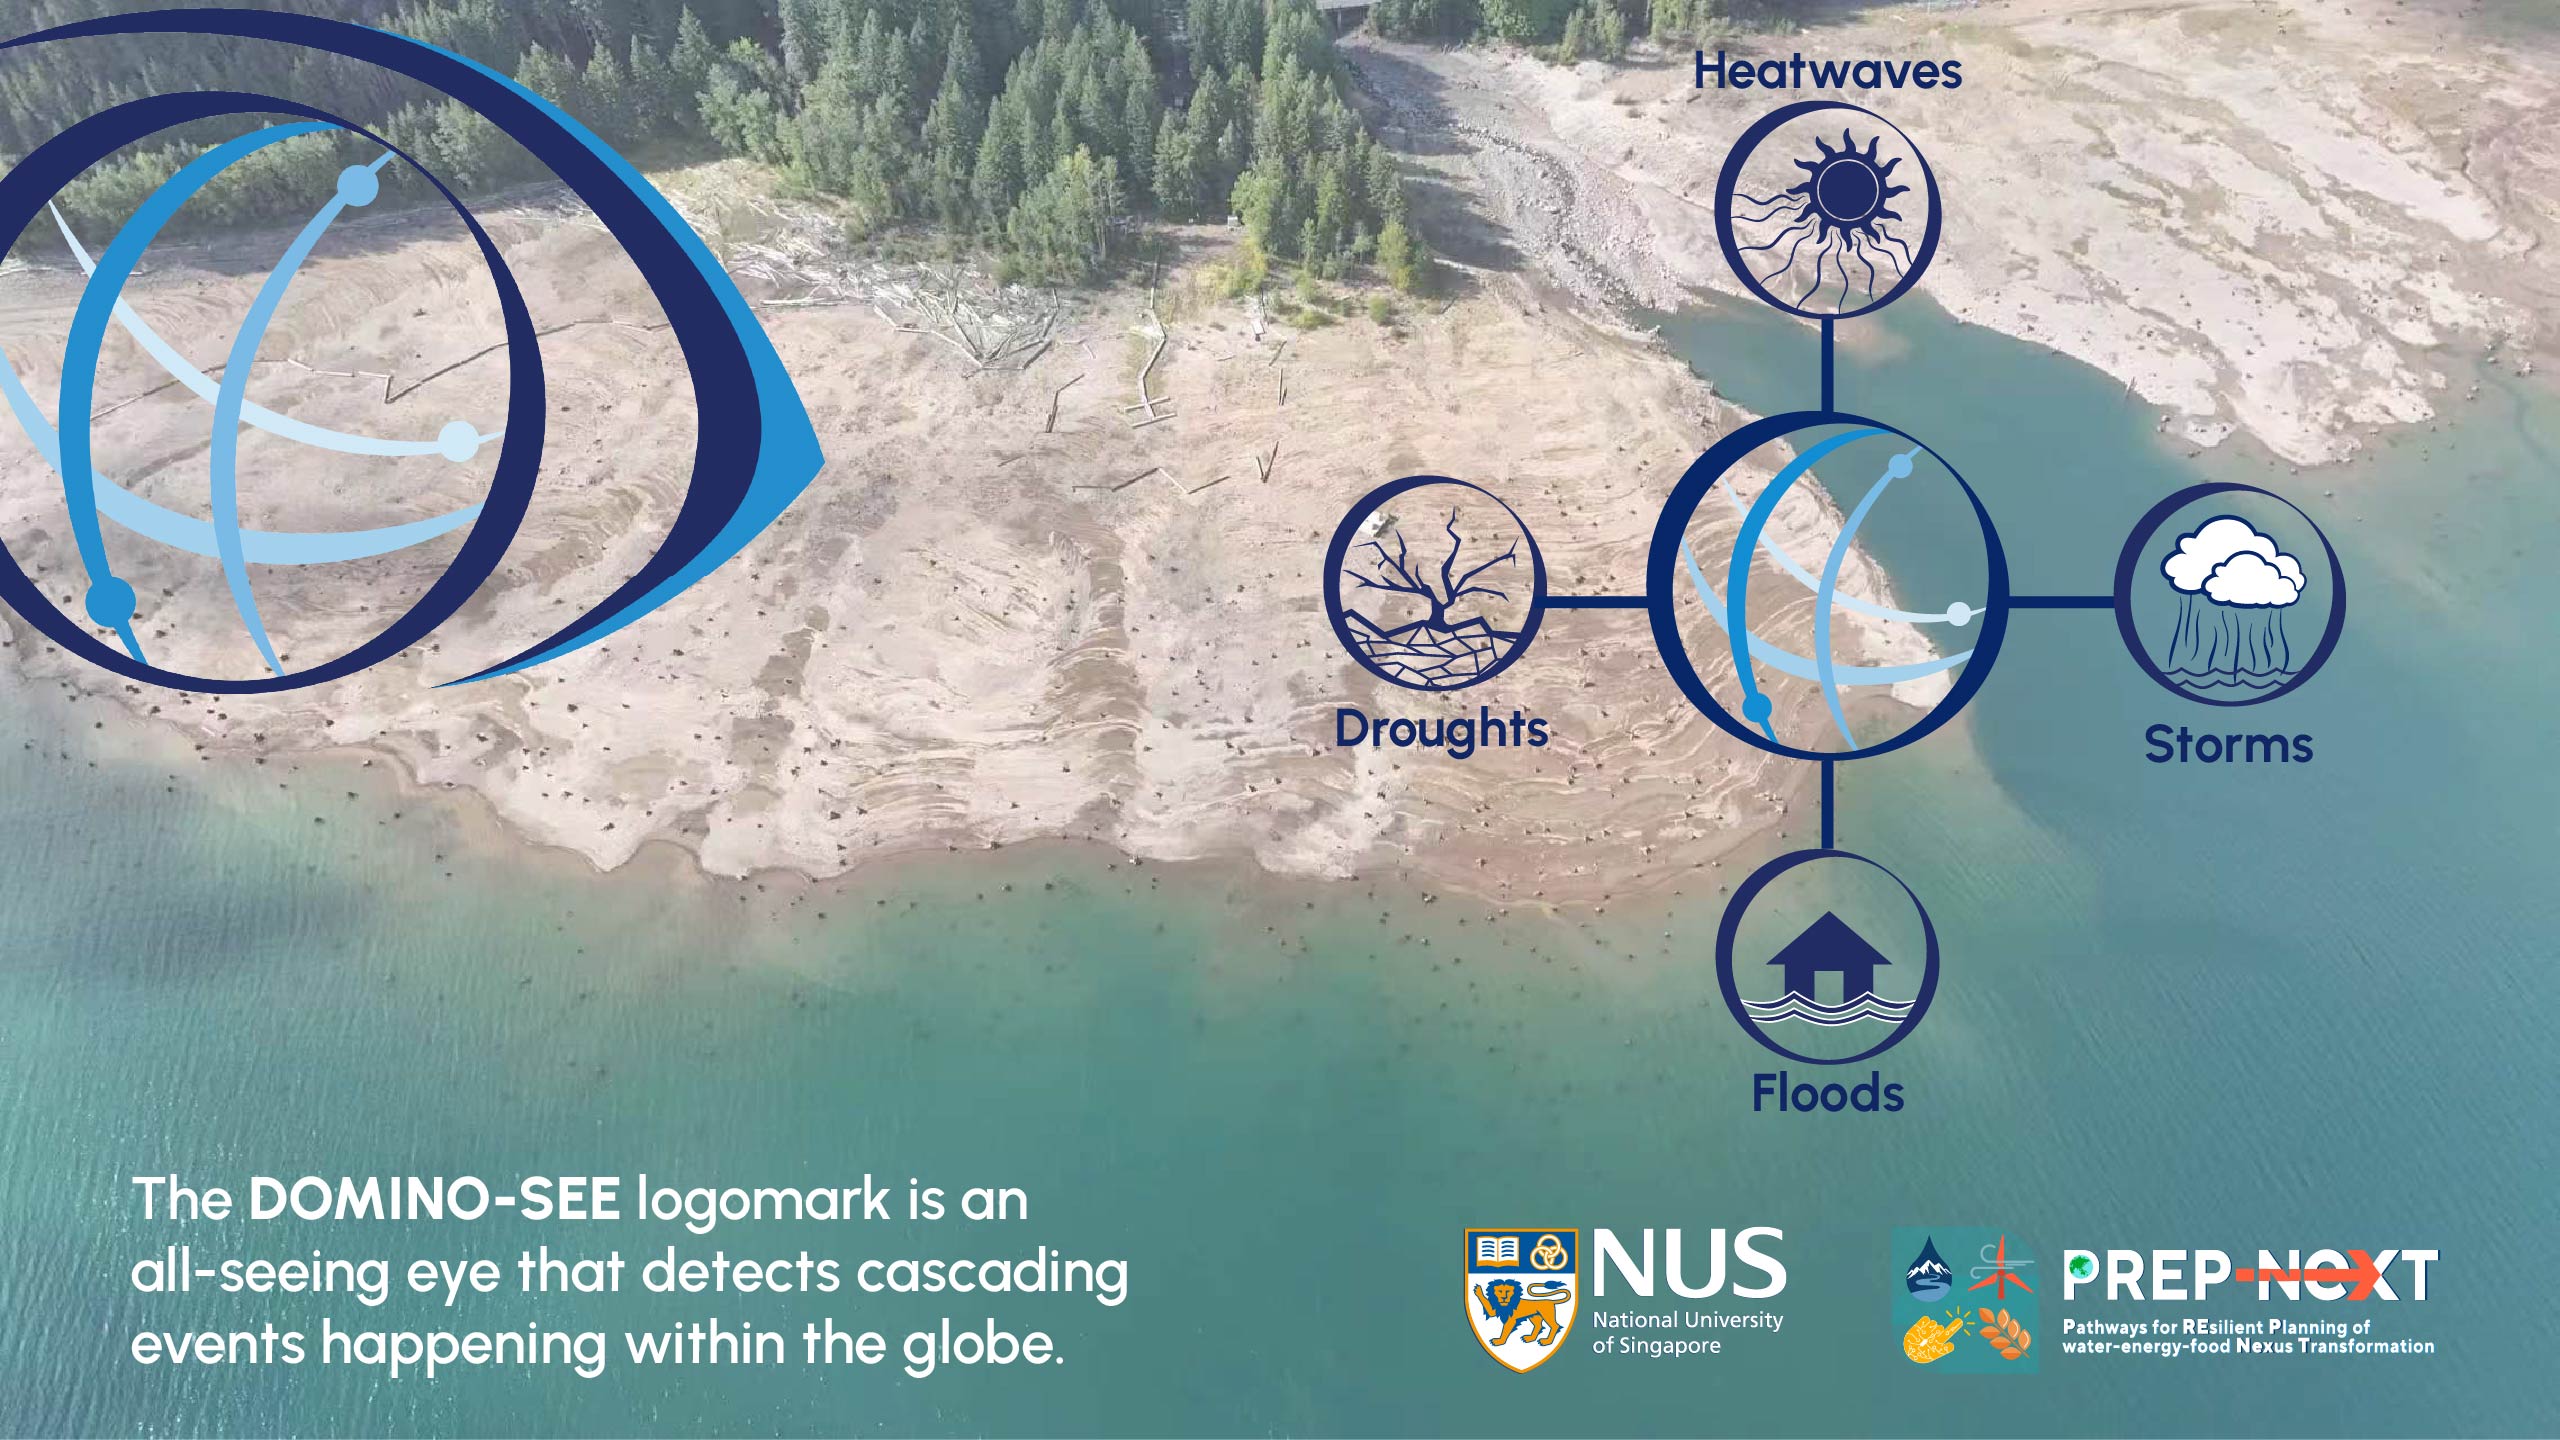 Heatwaves
Droughts
Storms
Floods
The DOMINO-SEE logomark is an
all-seeing eye that detects cascading
events happening within the globe.
NUS
National University
of Singapore
PREP-NEXT
Pathways for REsilient Planning of
water-energy-food Nexus Transformation